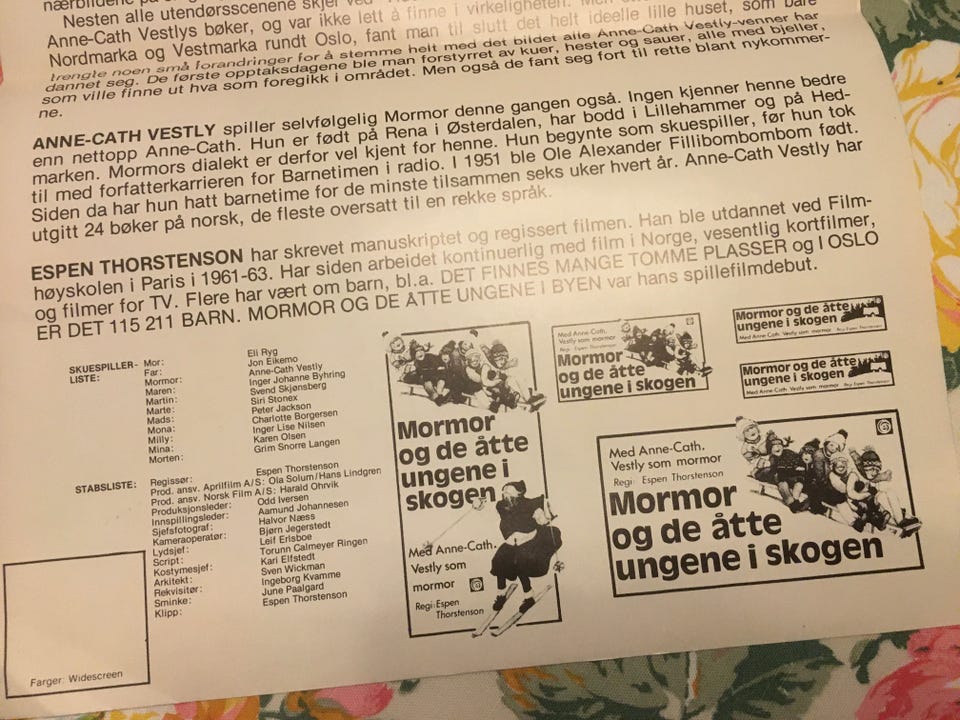 nærbildene på
Nesten alle utendørsscenene skjer ved
Anne-Cath Vestlys bøker, og var ikke lett å finne i virkeligheten. Men
Nordmarka og Vestmarka rundt Oslo, fant man til slutt det helt ideelle lille huset, som bare
trengte noen små forandringer for å stemme helt med det bildet alle Anne-Cath Vestly-venner har
dannet seg. De første opptaksdagene ble man forstyrret av kuer, hester og sauer, alle med bjeller,
som ville finne ut hva som foregikk i området. Men også de fant seg fort til rette blant nykommer-
ne.
ANNE-CATH VESTLY spiller selvfølgelig Mormor denne gangen også. Ingen kjenner henne bedre
enn nettopp Anne-Cath. Hun er født på Rena i Østerdalen, har bodd i Lillehammer og på Hed-
marken. Mormors dialekt er derfor vel kjent for henne. Hun begynte som skuespiller, før hun tok
til med forfatterkarrieren for Barnetimen i radio. I 1951 ble Ole Alexander Fillibombombom født.
Siden da har hun hatt barnetime for de minste tilsammen seks uker hvert år. Anne-Cath Vestly har
utgitt 24 bøker på norsk, de fleste oversatt til en rekke språk.
ESPEN THORSTENSON har skrevet manuskriptet og regissert filmen. Han ble utdannet ved Film-
høyskolen i Paris i 1961-63. Har siden arbeidet kontinuerlig med film i Norge, vesentlig kortfilmer,
og filmer for TV. Flere har vært om barn, bl.a. DET FINNES MANGE TOMME PLASSER og I OSLO
ER DET 115 211 BARN. MORMOR OG DE ÅTTE UNGENE I BYEN var hans spillefilmdebut.
SKUESPILLER-
LISTE:
Mor: Eli Ryg
Far: Jon Eikemo
Mormor: Anne-Cath Vestly
Maren: Inger Johanne Byhring
Martin: Svend Skjønsberg
Marte: Siri Stonex
Mads: Peter Jackson
Mona: Charlotte Borgersen
Milly: Inger Lise Nilsen
Mina: Karen Olsen
Morten: Grim Snorre Langen
STABSLISTE:
Regissør: Espen Thorstenson
Prod. ansv. Aprilfilm A/S: Ola Solum/Hans Lindgren
Prod. ansv. Norsk Film A/S: Harald Ohrvik
Produksjonsleder: Odd Iversen
Innspillingsleder: Aamund Johannesen
Sjefsfotograf: Halvor Næss
Kameraoperatør: Bjørn Jegerstedt
Lydsjef: Leif Erlsboe
Script: Torunn Calmeyer Ringen
Kostymesjef: Kari Elfstedt
Arkitekt: Sven Wickman
Rekvisitør: Ingeborg Kvamme
Sminke: June Paalgard
Klipp: Espen Thorstenson
Farger: Widescreen
Mormor
og de åtte
ungene i
skogen
Med Anne-Cath.
Vestly som
mormor
Regi: Espen
Thorstenson
Med Anne-Cath.
Vestly som mormor
Regi: Espen Thorstenson
Mormor
og de åtte
ungene i skogen
Mormor og de åtte
ungene i skogen
Med Anne-Cath. Vestly som mormor Regi: Espen Thorstenson
Mormor og de åtte
ungene i skogen
Med Anne-Cath. Vestly som mormor Regi: Espen Thorstenson
Med Anne-Cath.
Vestly som mormor
Regi: Espen Thorstenson
Mormor
og de åtte
ungene i skogen